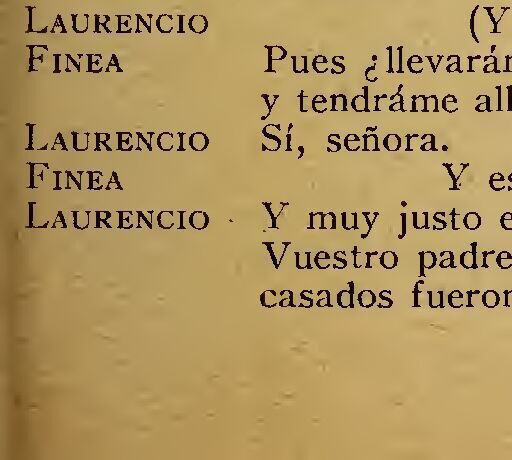 LAURENCIO (Y
FINEA Pues ¿llevarán
y tendráme all
LAURENCIO Sí, señora.
FINEA Y es
LAURENCIO Y muy justo e
Vuestro padre
casados fueron